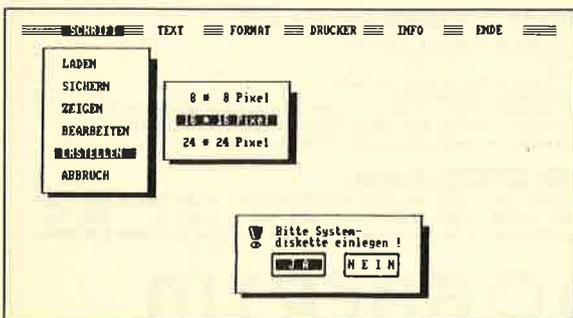 SCHRIFT TEXT FORMAT DRUCKER INFO ENDE
LADEN
SICHERN
ZEIGEN
BEARBEITEN
ERSTELLEN
ABBRUCH
8 * 8 Pixel
16 * 16 Pixel
24 * 24 Pixel
Bitte System-
diskette einlegen !
JA NEIN